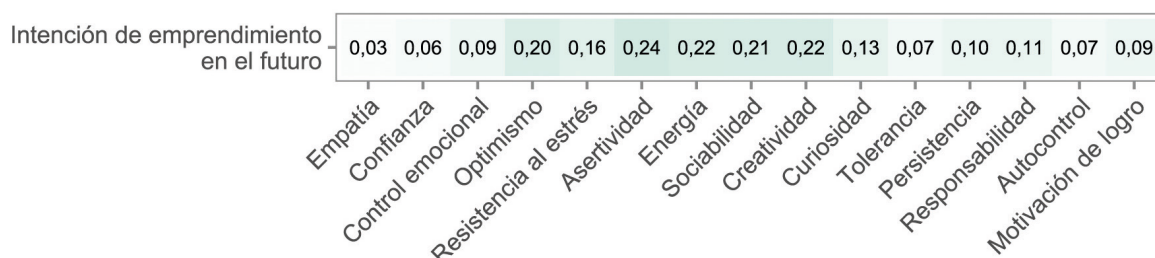 Intención de emprendimiento
en el futuro
0,03 0,06 0,09 0,20 0,16 0,24 0,22 0,21 0,22 0,13 0,07 0,10 0,11 0,07 0,09
Empatía
Confianza
Control emocional
Optimismo
Resistencia al estrés
Asertividad
Energía
Sociabilidad
Creatividad
Curiosidad
Tolerancia
Persistencia
Responsabilidad
Autocontrol
Motivación de logro